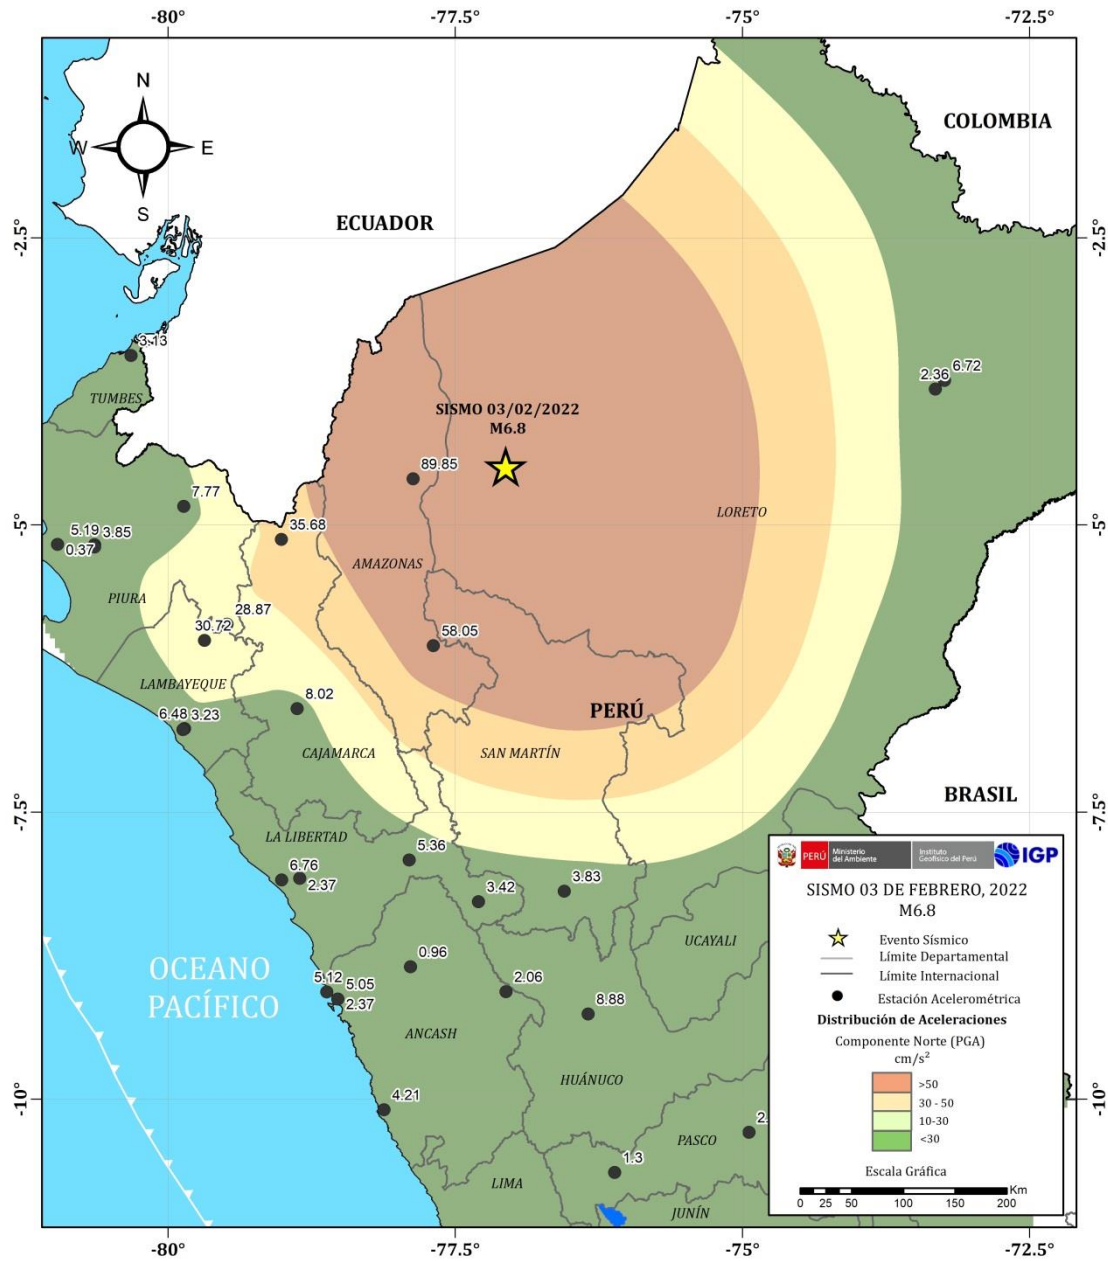 -80°
-77.5°
-75°
-72.5°
N
W
E
S
COLOMBIA
ECUADOR
-2.5°
-2.5°
3.13
TUMBES
2.36
6.72
SISMO 03/02/2022
M6.8
89.85
7.77
LORETO
-5°
-5°
35.68
5.19
3.85
0.37
AMAZONAS
PIURA
28.87
30.72
58.05
LAMBAYEQUE
8.02
PERÚ
6.48
3.23
CAJAMARCA
SAN MARTÍN
BRASIL
-7.5°
-7.5°
LA LIBERTAD
5.36
6.76
2.37
3.42
3.83
UCAYALI
OCEANO
PACÍFICO
0.96
5.12
5.05
2.37
2.06
8.88
ANCASH
HUÁNUCO
4.21
-10°
-10°
2.
PASCO
1.3
LIMA
JUNÍN
PERÚ
Ministerio
del Ambiente
Instituto
Geofísico del Perú
IGP
SISMO 03 DE FEBRERO, 2022
M6.8
Evento Sísmico
Límite Departamental
Límite Internacional
Estación Acelerométrica
Distribución de Aceleraciones
Componente Norte (PGA)
cm/s²
>50
30 - 50
10-30
<30
Escala Gráfica
Km
0 25 50 100 150 200
-80°
-77.5°
-75°
-72.5°